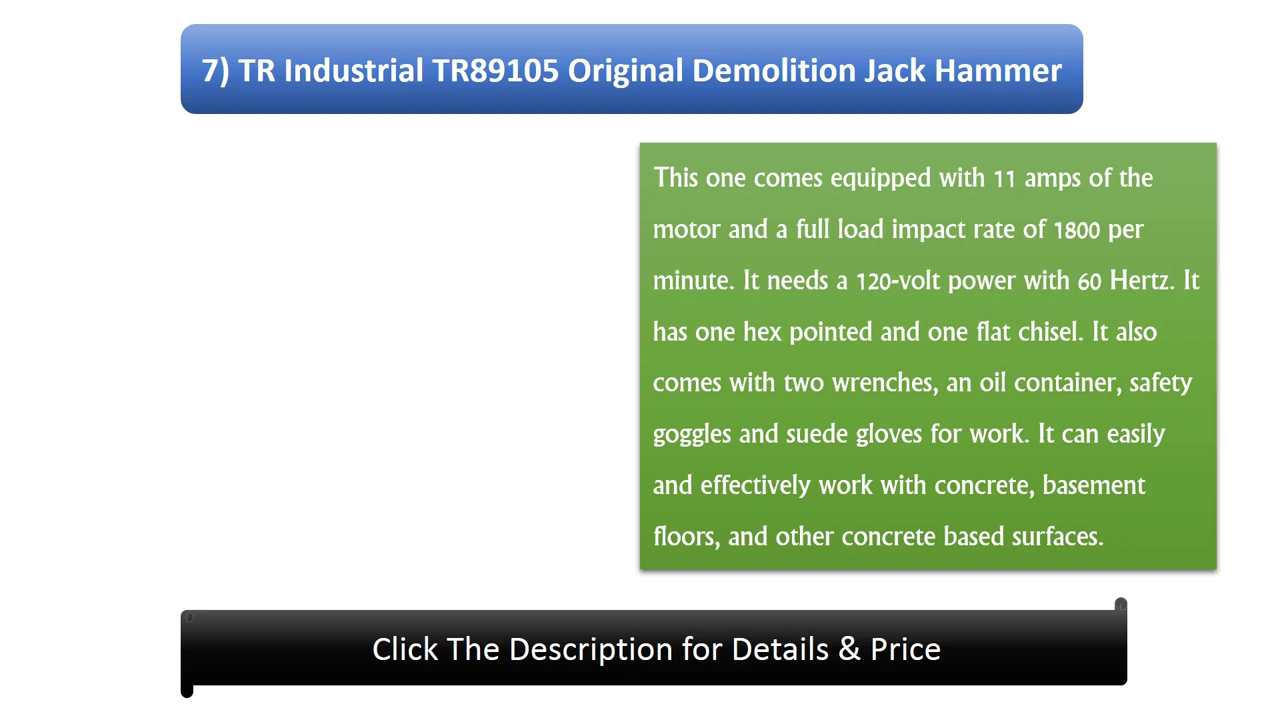 7) TR Industrial TR89105 Original Demolition Jack Hammer
This one comes equipped with 11 amps of the
motor and a full load impact rate of 1800 per
minute. It needs a 120-volt power with 60 Hertz. It
has one hex pointed and one flat chisel. It also
comes with two wrenches, an oil container, safety
goggles and suede gloves for work. It can easily
and effectively work with concrete, basement
floors, and other concrete based surfaces.
Click The Description for Details & Price